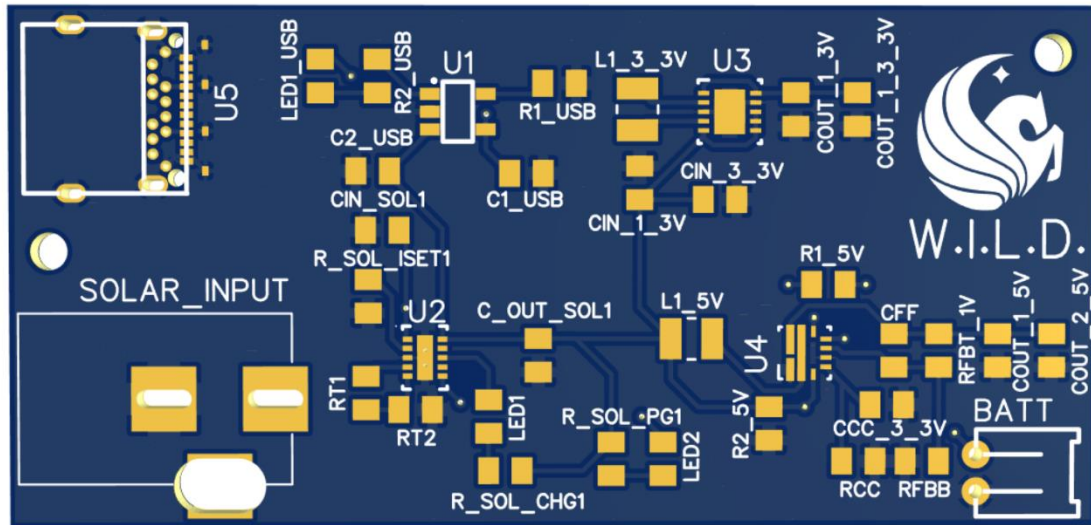 U5
LED1_USB
R2_USB
U1
R1_USB
C2_USB
C1_USB
L1_3_3V
U3
COUT_1_3V
COUT_1_3_3V
CIN_3_3V
CIN_1_3V
W.I.L.D.
CIN_SOL1
R_SOL_ISET1
SOLAR_INPUT
U2
C_OUT_SOL1
L1_5V
R1_5V
U4
CFF
RFBT_1V
COUT_1_5V
COUT_2_5V
RT1
RT2
LED1
R_SOL_PG1
LED2
R_SOL_CHG1
R2_5V
CCC_3_3V
BATT
RCC
RFBB